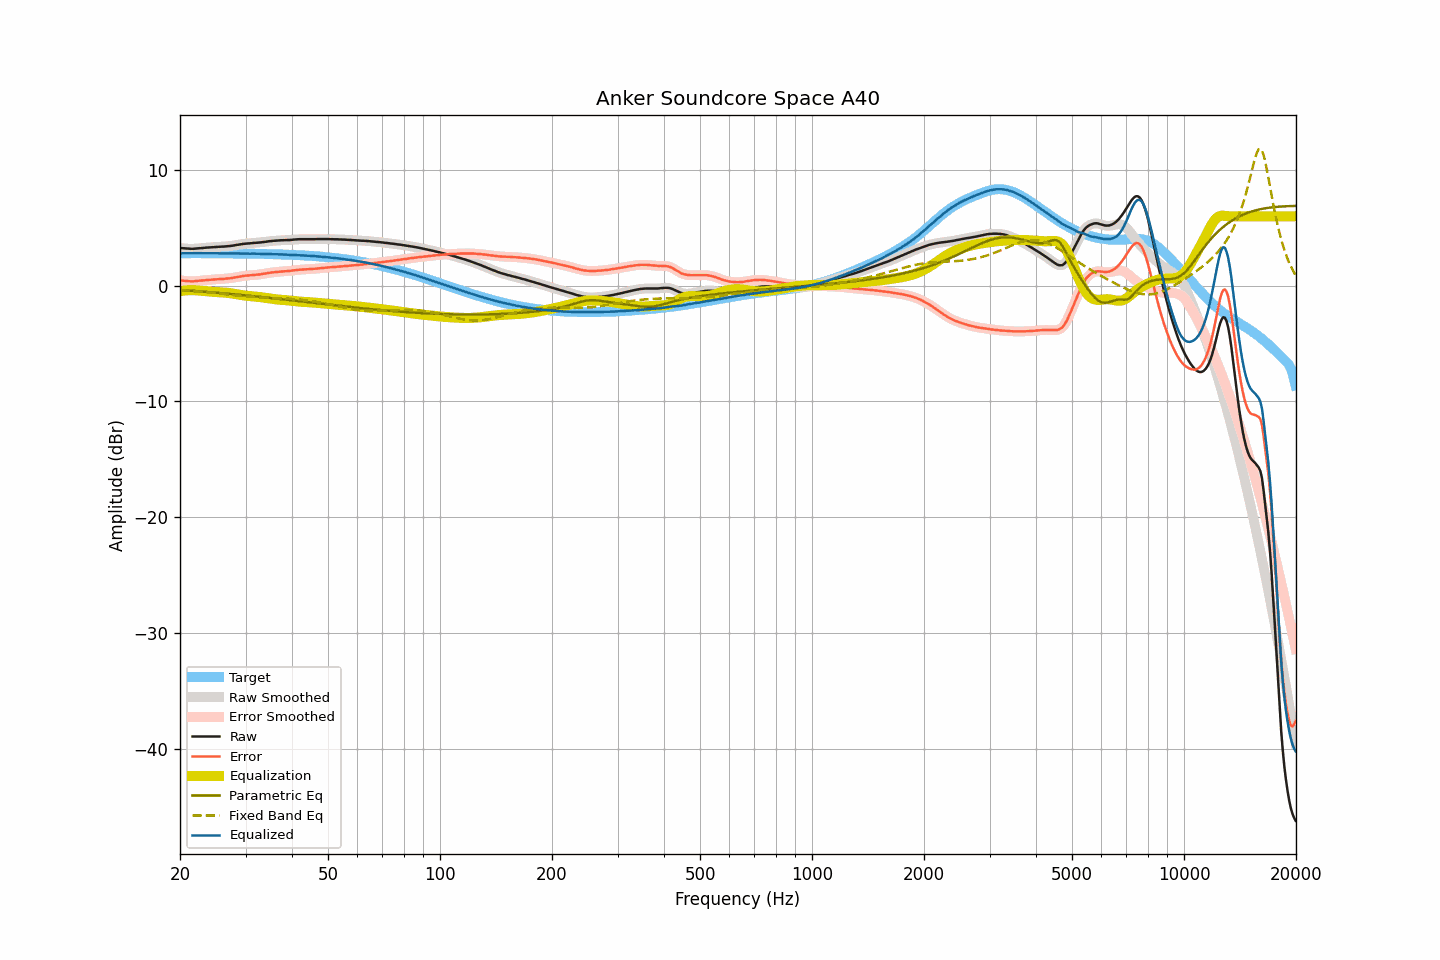 Anker Soundcore Space A40
10
0
−10
−20
−30
−40
Amplitude (dBr)
Target
Raw Smoothed
Error Smoothed
Raw
Error
Equalization
Parametric Eq
Fixed Band Eq
Equalized
20 50 100 200 500 1000 2000 5000 10000 20000
Frequency (Hz)